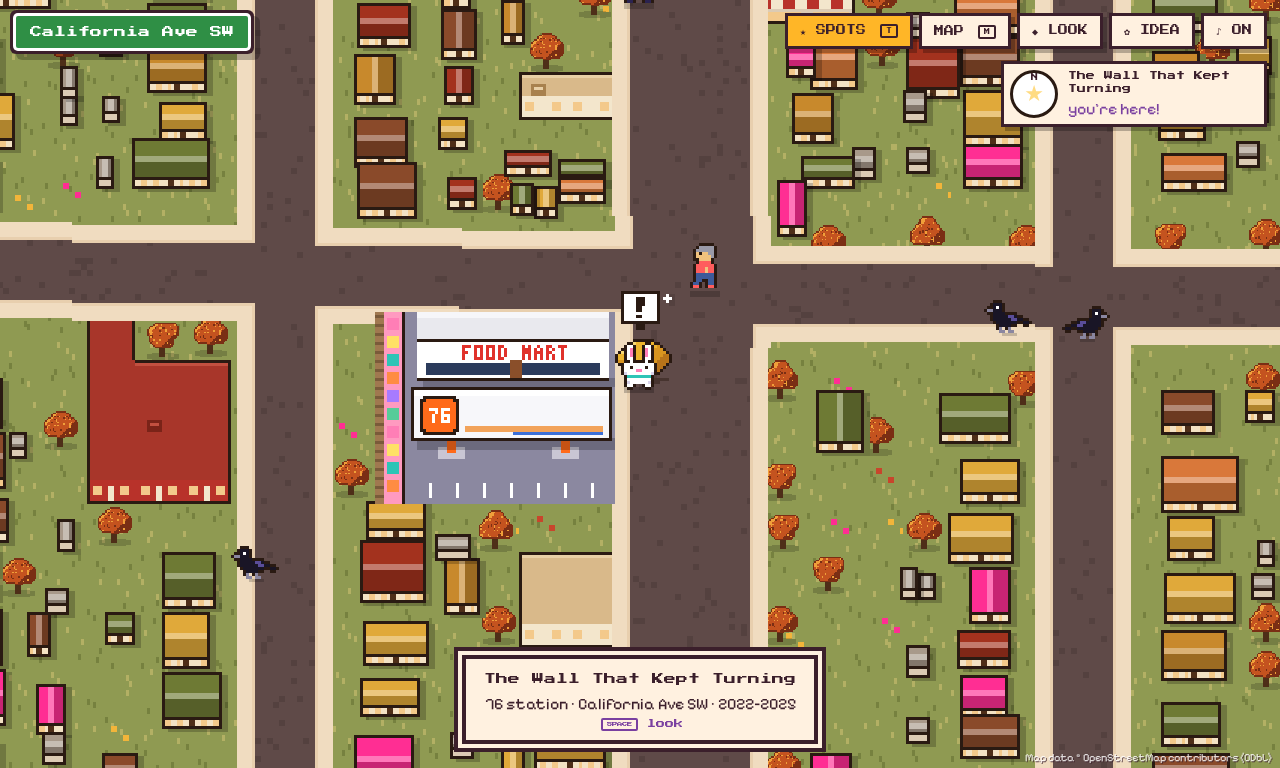 California Ave SW
★ SPOTS T
MAP M
◆ LOOK
✿ IDEA
♪ ON
N
The Wall That Kept
Turning
you're here!
!
FOOD MART
76
The Wall That Kept Turning
76 station · California Ave SW · 2022-2025
SPACE look
Map data © OpenStreetMap contributors (ODbL)